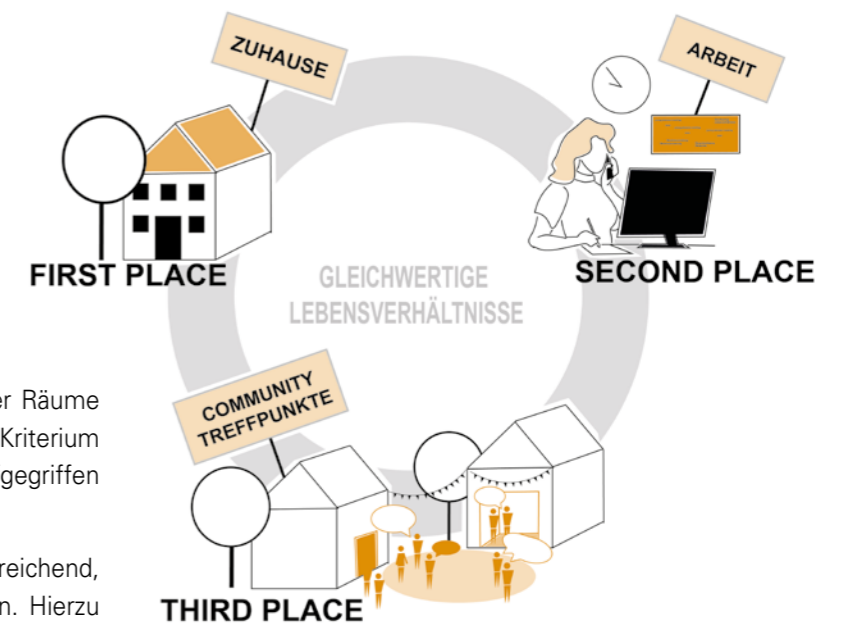 ZUHAUSE
ARBEIT
FIRST PLACE
SECOND PLACE
GLEICHWERTIGE
LEBENSVERHÄLTNISSE
COMMUNITY
TREFFPUNKTE
er Räume
Kriterium
gegriffen
reichend,
n. Hierzu
THIRD PLACE